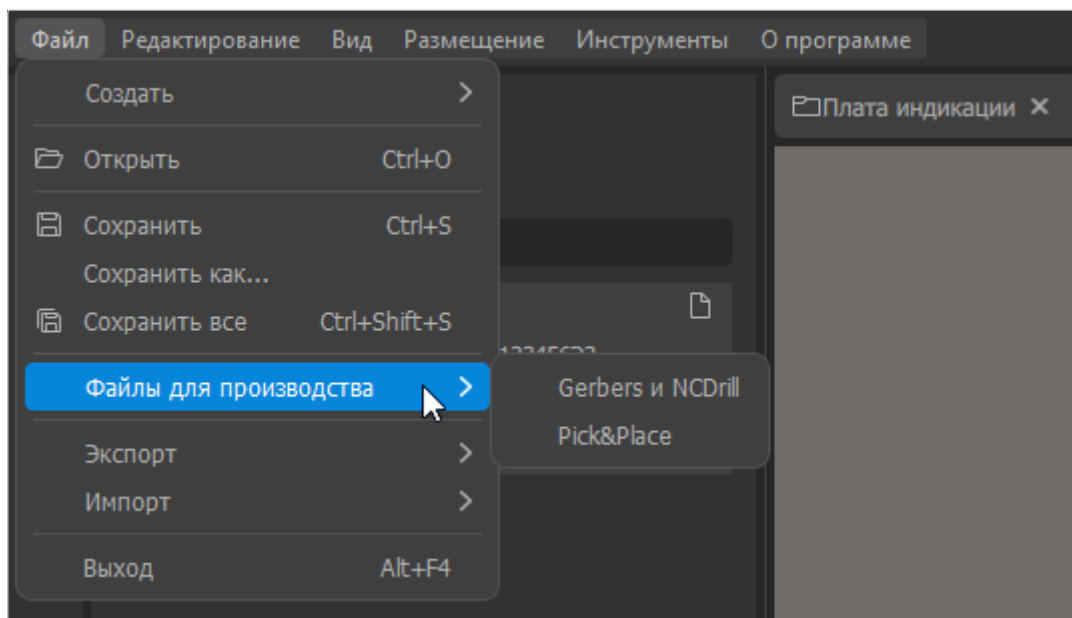 Файл Редактирование Вид Размещение Инструменты О программе
Плата индикации
Создать
Открыть Ctrl+O
Сохранить Ctrl+S
Сохранить как...
Сохранить все Ctrl+Shift+S
Файлы для производства
Gerbers и NCDrill
Pick&Place
Экспорт
Импорт
Выход Alt+F4